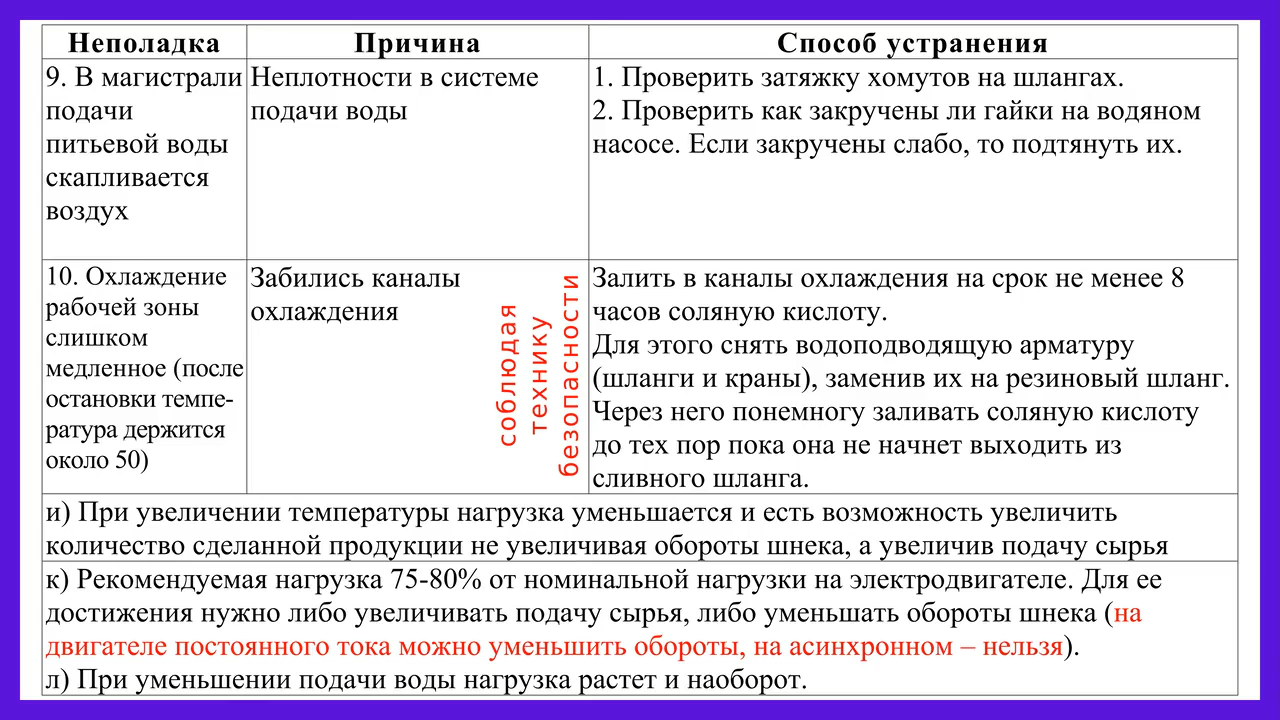 Неполадка
Причина
Способ устранения
9. В магистрали
подачи
питьевой воды
скапливается
воздух
Неплотности в системе
подачи воды
1. Проверить затяжку хомутов на шлангах.
2. Проверить как закручены ли гайки на водяном
насосе. Если закручены слабо, то подтянуть их.
10. Охлаждение
рабочей зоны
слишком
медленное (после
остановки темпе-
ратура держится
около 50)
Забились каналы
охлаждения
соблюдая
технику
безопасности
Залить в каналы охлаждения на срок не менее 8
часов соляную кислоту.
Для этого снять водоподводящую арматуру
(шланги и краны), заменив их на резиновый шланг.
Через него понемногу заливать соляную кислоту
до тех пор пока она не начнет выходить из
сливного шланга.
и) При увеличении температуры нагрузка уменьшается и есть возможность увеличить
количество сделанной продукции не увеличивая обороты шнека, а увеличив подачу сырья
к) Рекомендуемая нагрузка 75-80% от номинальной нагрузки на электродвигателе. Для ее
достижения нужно либо увеличивать подачу сырья, либо уменьшать обороты шнека (на
двигателе постоянного тока можно уменьшить обороты, на асинхронном – нельзя).
л) При уменьшении подачи воды нагрузка растет и наоборот.